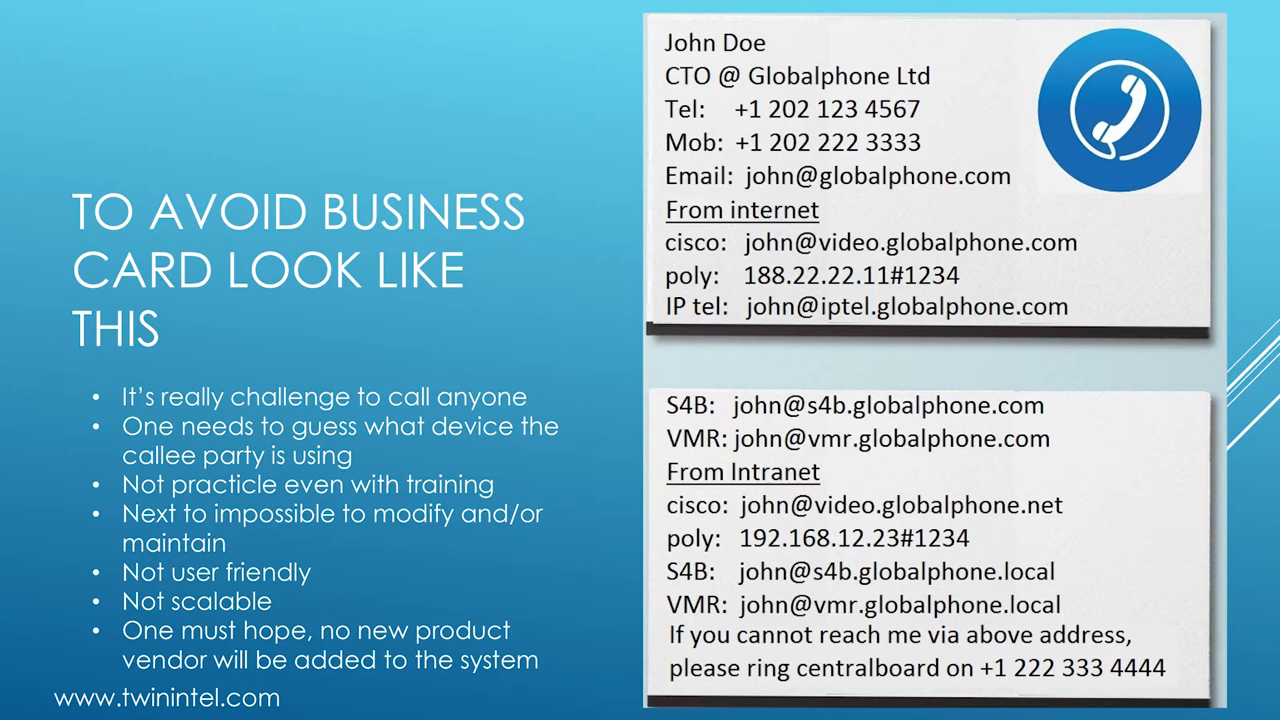 TO AVOID BUSINESS
CARD LOOK LIKE
THIS
• It's really challenge to call anyone
• One needs to guess what device the
callee party is using
• Not practicle even with training
• Next to impossible to modify and/or
maintain
• Not user friendly
• Not scalable
• One must hope, no new product
vendor will be added to the system
www.twinintel.com
John Doe
CTO @ Globalphone Ltd
Tel: +1 202 123 4567
Mob: +1 202 222 3333
Email: john@globalphone.com
From internet
cisco: john@video.globalphone.com
poly: 188.22.22.11#1234
IP tel: john@iptel.globalphone.com
S4B: john@s4b.globalphone.com
VMR: john@vmr.globalphone.com
From Intranet
cisco: john@video.globalphone.net
poly: 192.168.12.23#1234
S4B: john@s4b.globalphone.local
VMR: john@vmr.globalphone.local
If you cannot reach me via above address,
please ring centralboard on +1 222 333 4444